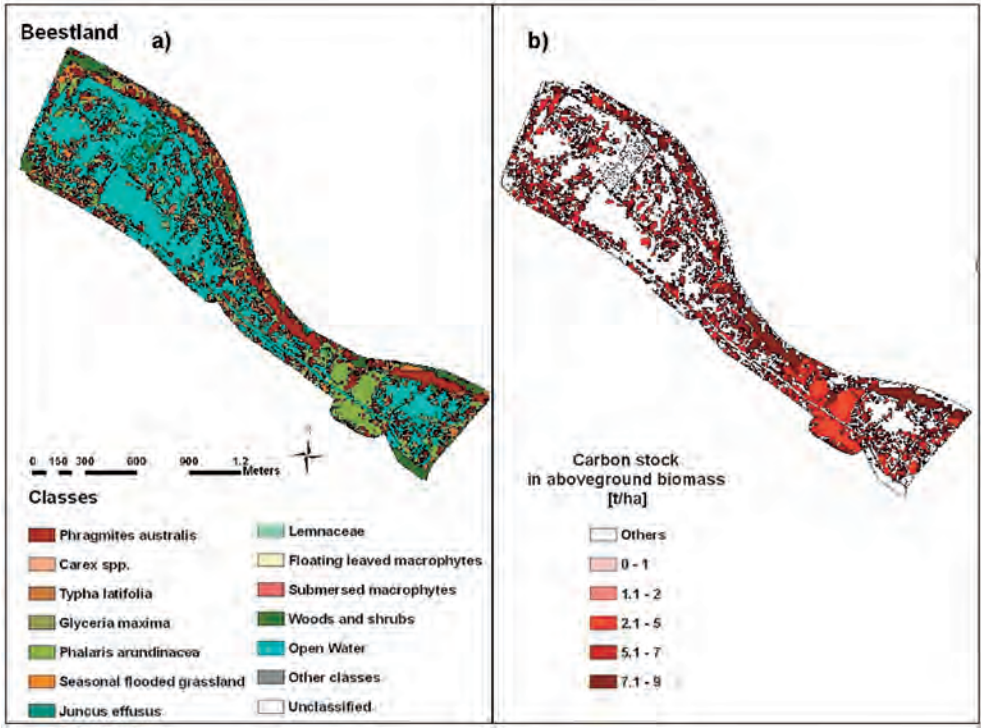 Beestland
a)
b)
0 150 300 600 900 1.2
Meters
Classes
Phragmites australis
Carex spp.
Typha latifolia
Glyceria maxima
Phalaris arundinacea
Seasonal flooded grassland
Juncus effusus
Lemnaceae
Floating leaved macrophytes
Submersed macrophytes
Woods and shrubs
Open Water
Other classes
Unclassified
Carbon stock
in aboveground biomass
[t/ha]
Others
0 - 1
1.1 - 2
2.1 - 5
5.1 - 7
7.1 - 9